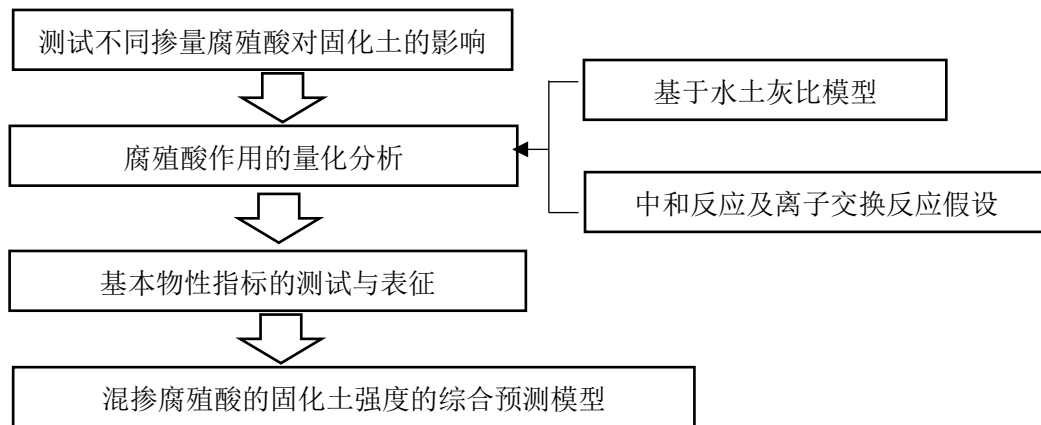 测试不同掺量腐殖酸对固化土的影响
基于水土灰比模型
腐殖酸作用的量化分析
中和反应及离子交换反应假设
基本物性指标的测试与表征
混掺腐殖酸的固化土强度的综合预测模型